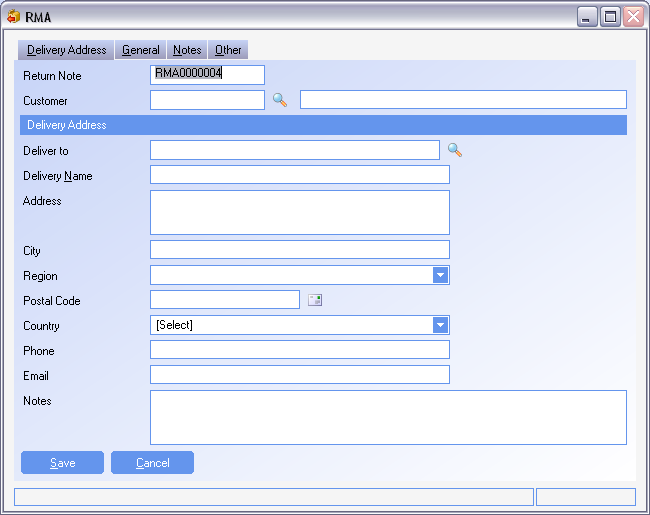 RMA
Delivery Address General Notes Other
Return Note RMA0000004
Customer
Delivery Address
Deliver to
Delivery Name
Address
City
Region
Postal Code
Country [Select]
Phone
Email
Notes
Save Cancel